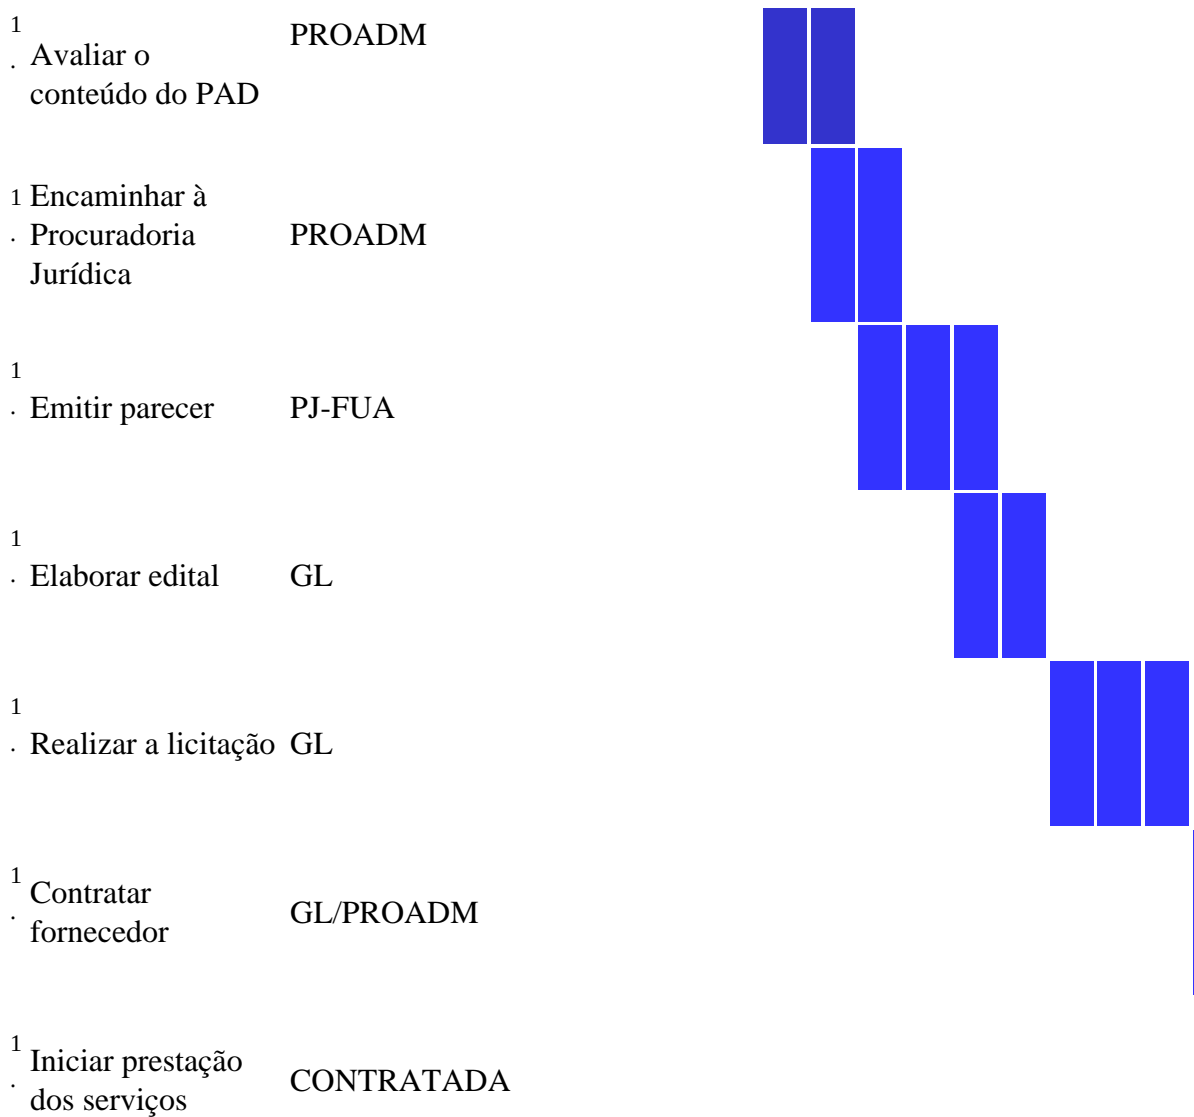 1
. Avaliar o PROADM
conteúdo do PAD
1 Encaminhar à
. Procuradoria PROADM
Jurídica
1
. Emitir parecer PJ-FUA
1
. Elaborar edital GL
1
. Realizar a licitação GL
1
. Contratar GL/PROADM
fornecedor
1
. Iniciar prestação CONTRATADA
dos serviços